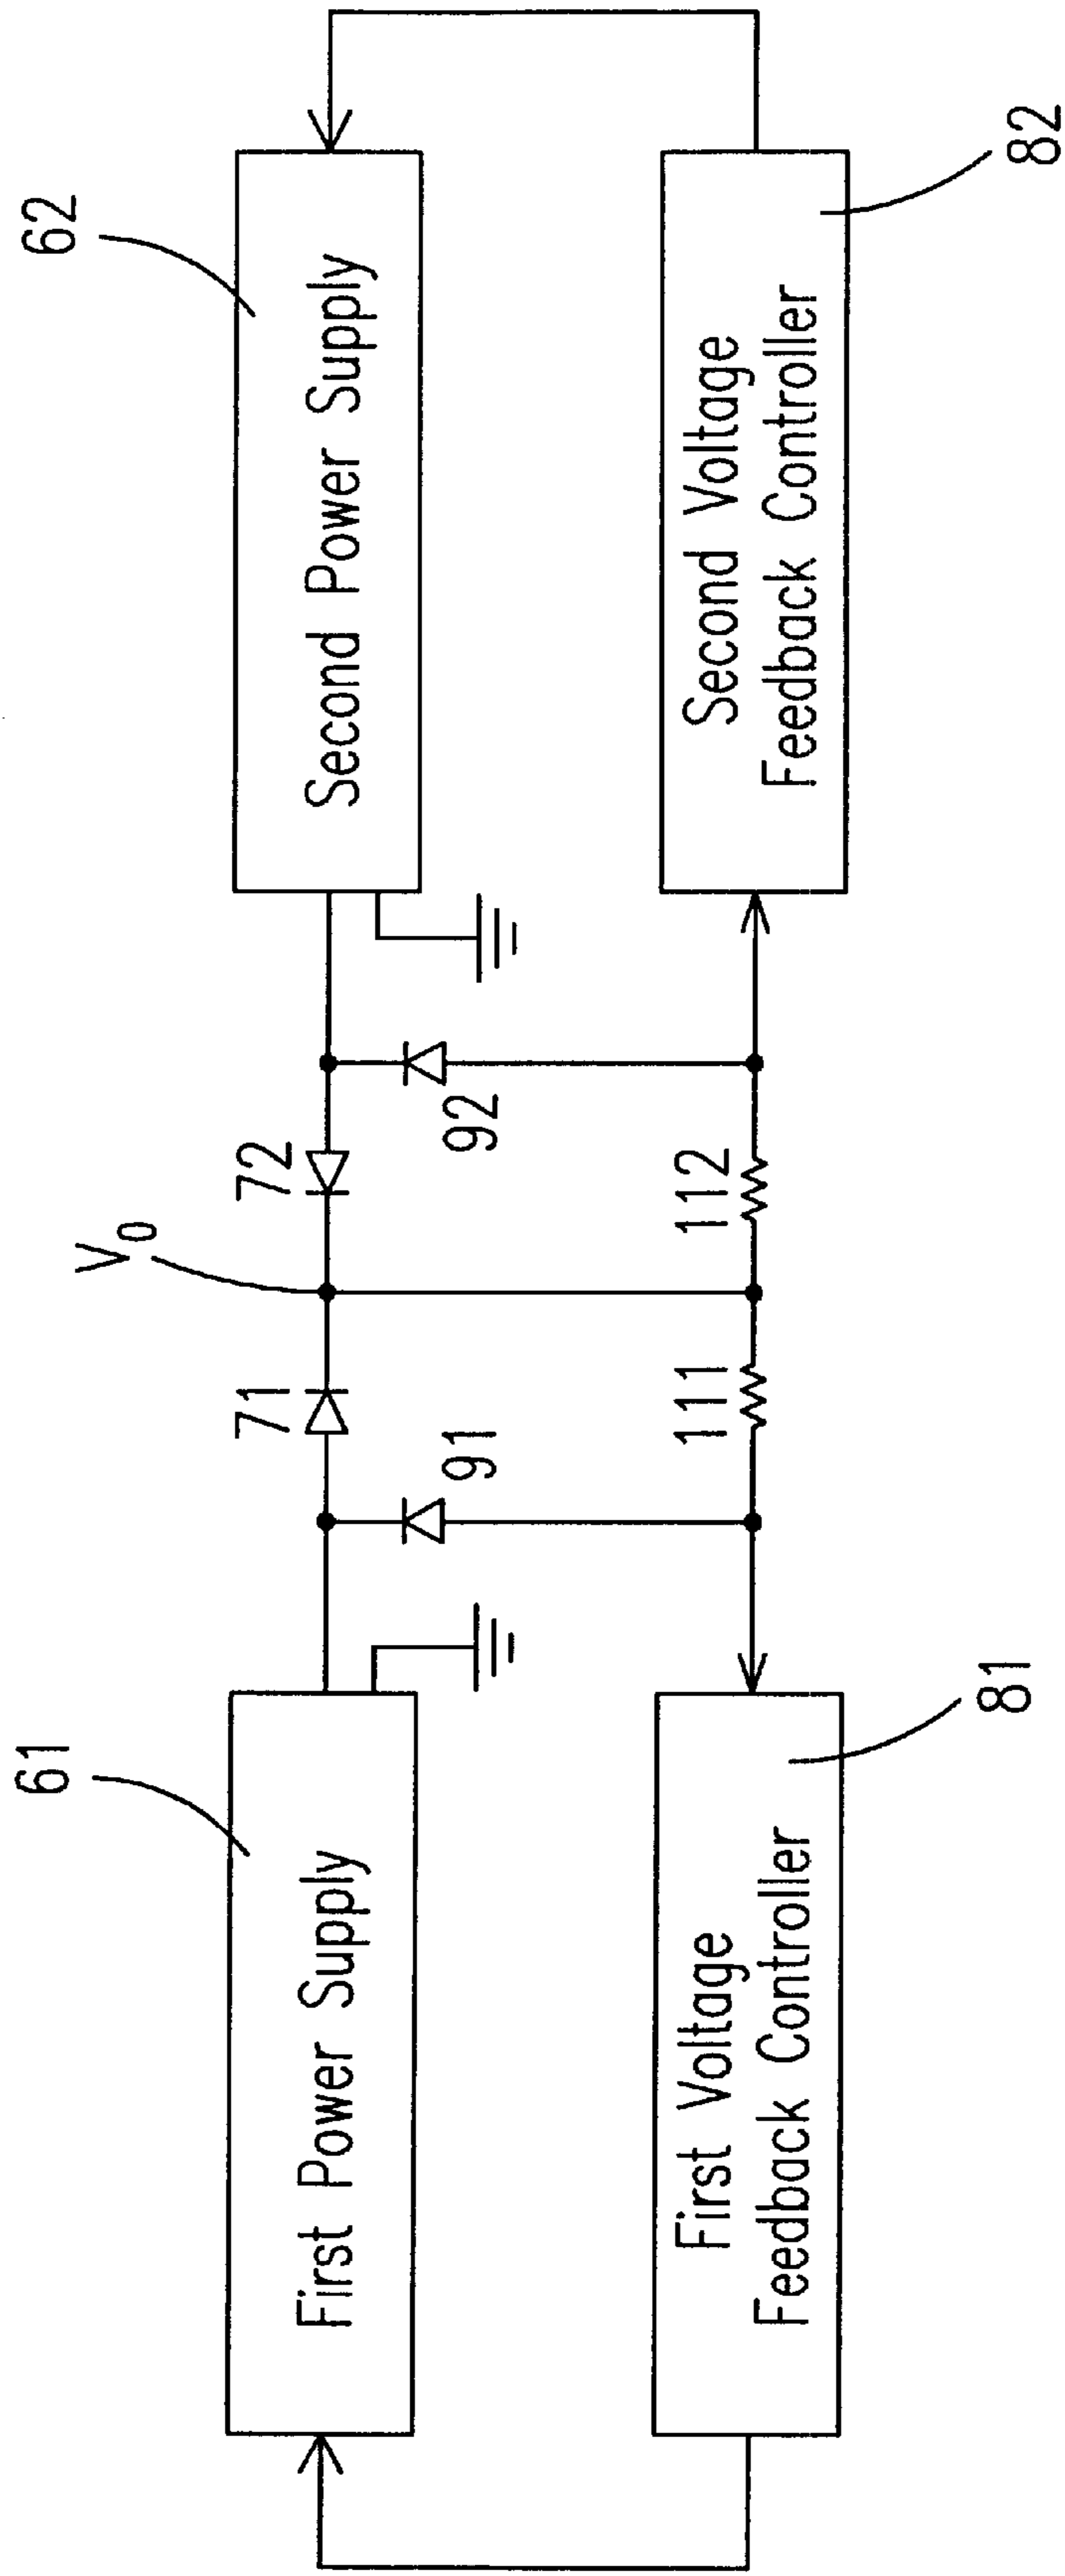 61
First Power Supply
71
V0
72
62
Second Power Supply
91
92
111
112
First Voltage
Feedback Controller
81
Second Voltage
Feedback Controller
82